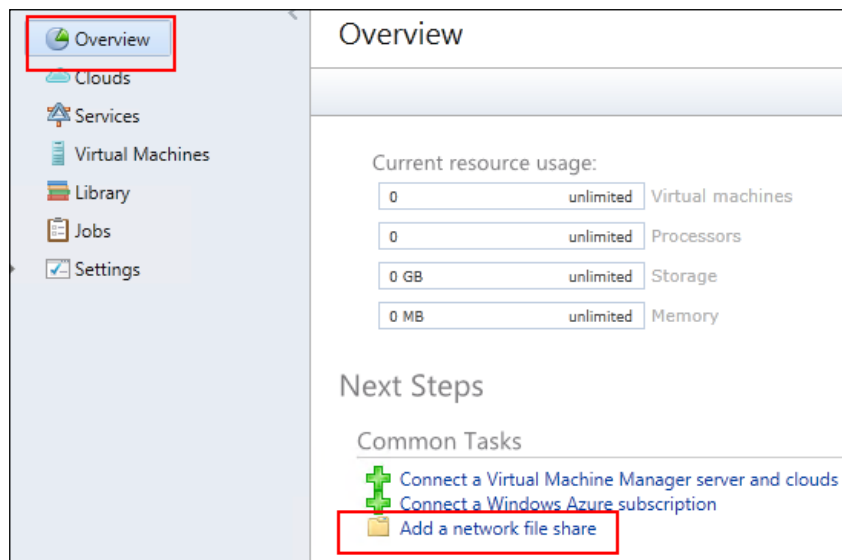 Overview
Clouds
Services
Virtual Machines
Library
Jobs
Settings
Overview
Current resource usage:
0 unlimited Virtual machines
0 unlimited Processors
0 GB unlimited Storage
0 MB unlimited Memory
Next Steps
Common Tasks
Connect a Virtual Machine Manager server and clouds
Connect a Windows Azure subscription
Add a network file share